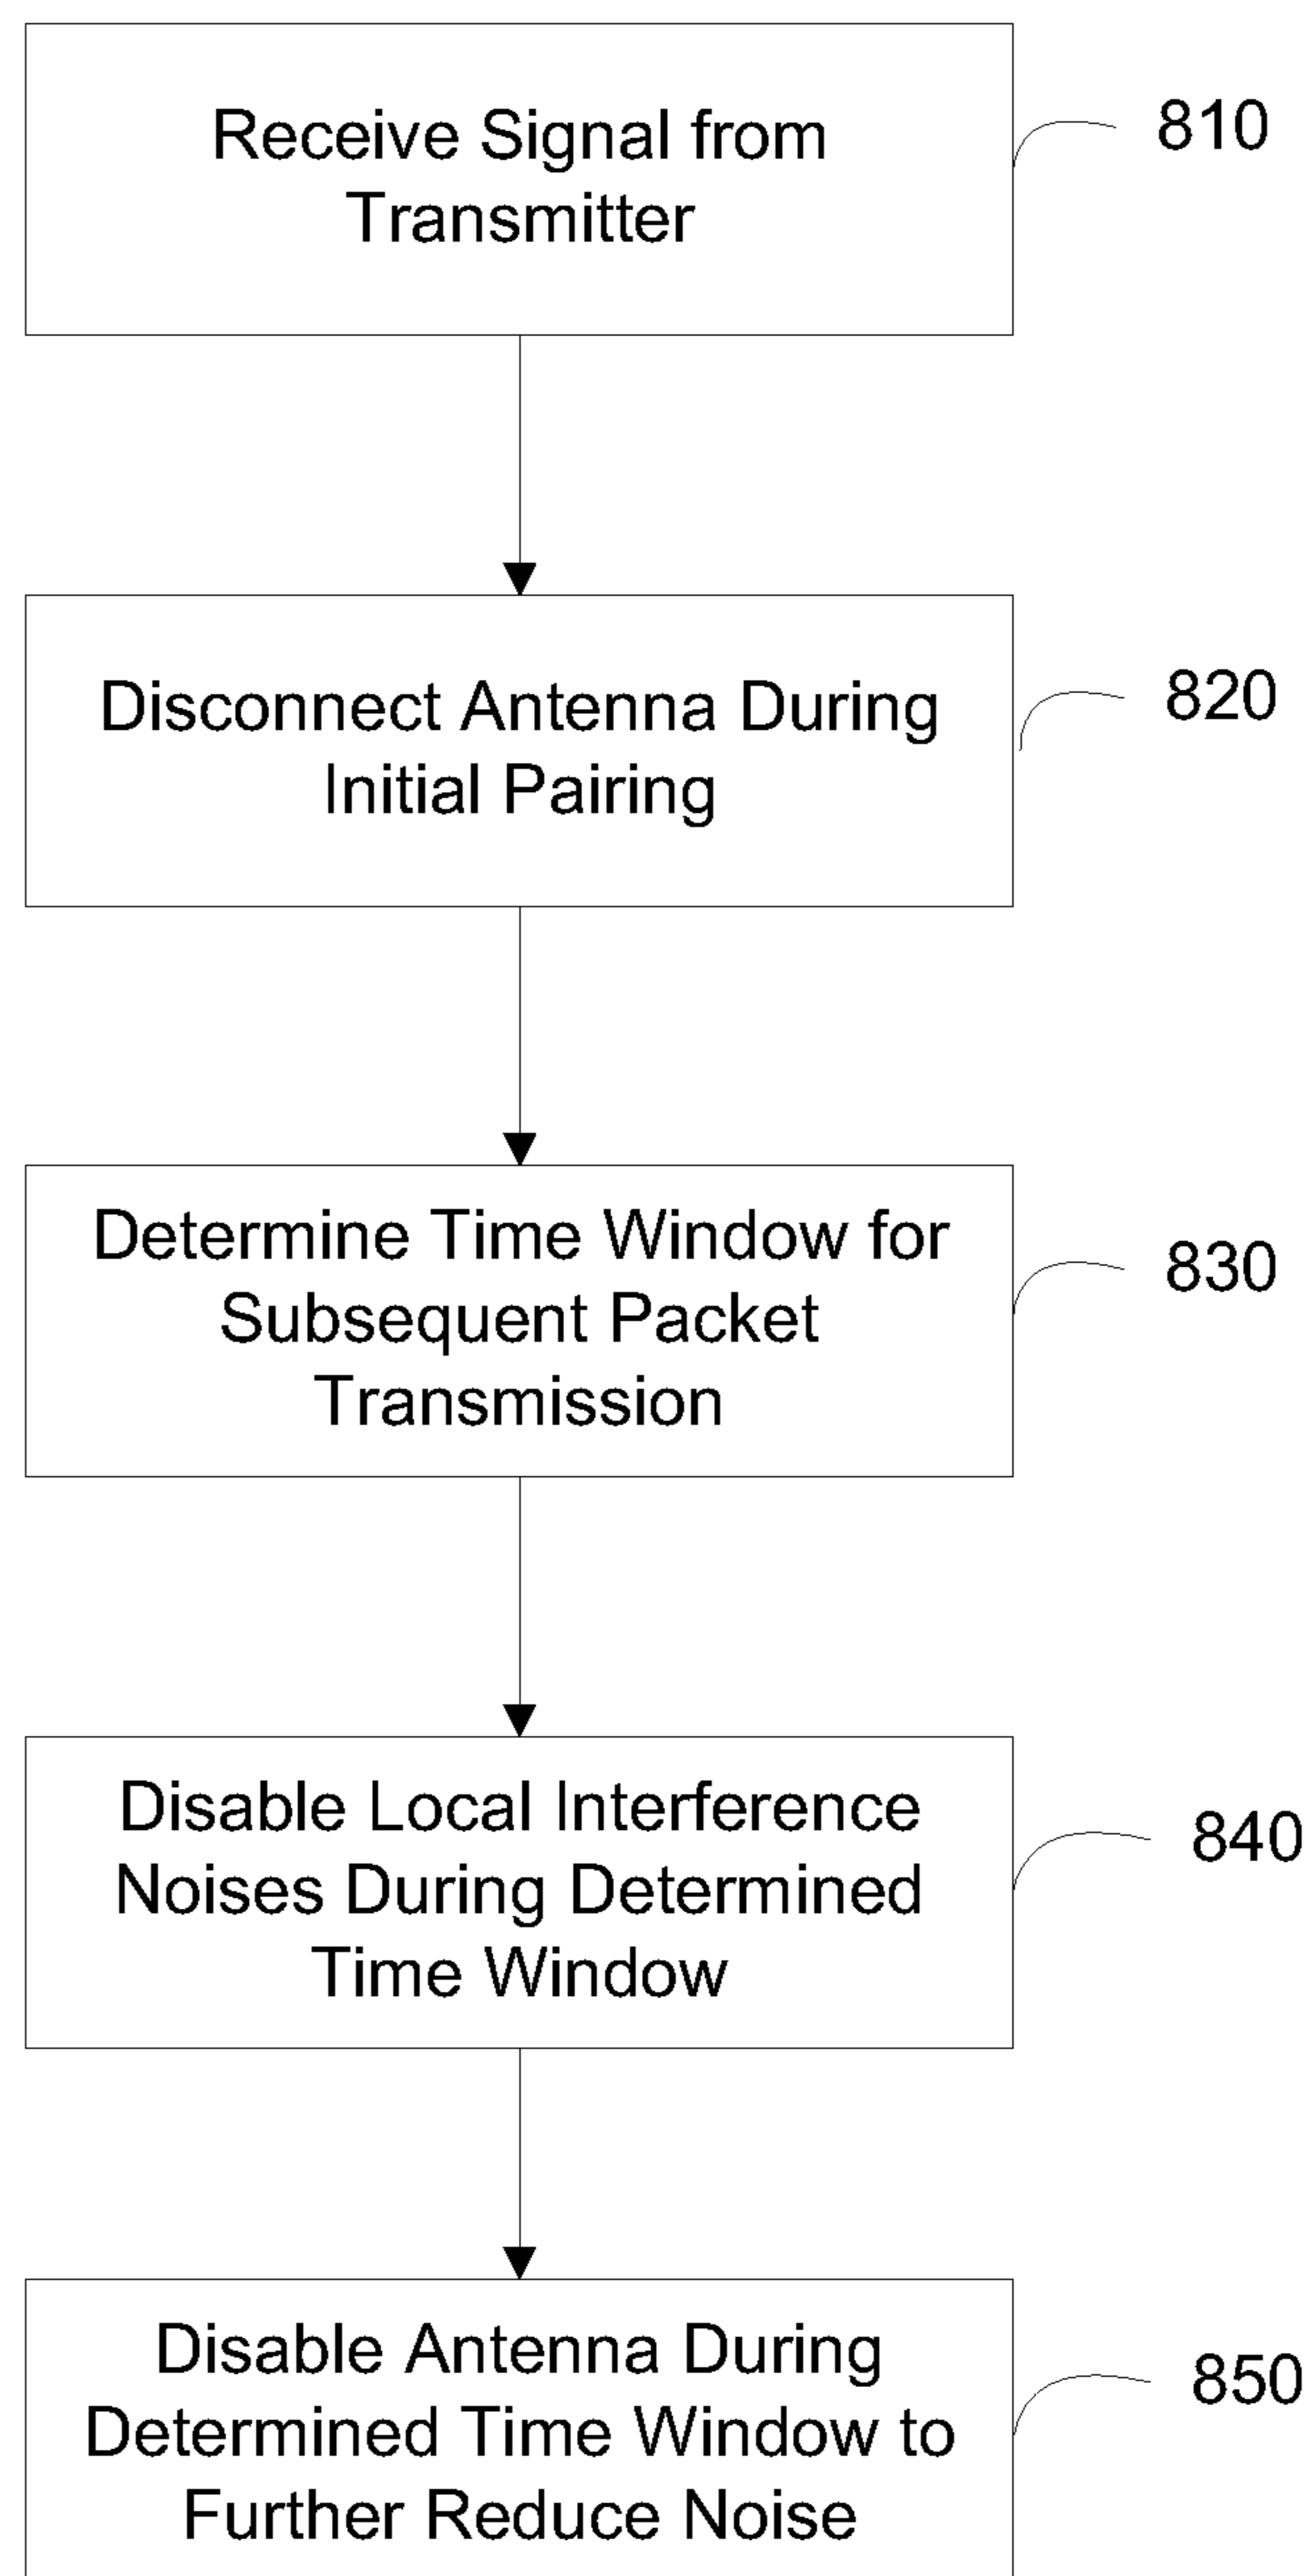 Receive Signal from
Transmitter
810
Disconnect Antenna During
Initial Pairing
820
Determine Time Window for
Subsequent Packet
Transmission
830
Disable Local Interference
Noises During Determined
Time Window
840
Disable Antenna During
Determined Time Window to
Further Reduce Noise
850